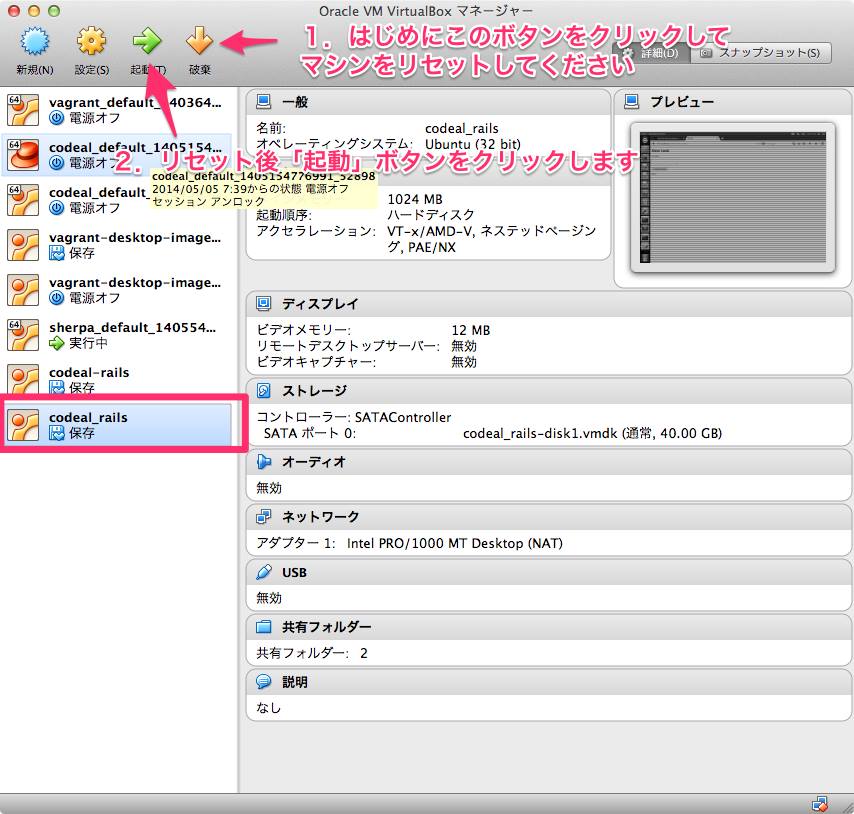 Oracle VM VirtualBox マネージャー
新規(N)
設定(S)
起動(T)
破棄
1. はじめにこのボタンをクリックして
マシンをリセットしてください
詳細(D)
スナップショット(S)
64
vagrant_default_140364...
電源オフ
64
codeal_default_1405154...
電源オフ
64
codeal_default_
電源オフ
vagrant-desktop-image...
保存
vagrant-desktop-image...
電源オフ
64
sherpa_default_140554...
実行中
codeal-rails
保存
codeal_rails
保存
2. リセット後「起動」ボタンをクリックします
codeal_default_1405154776991_52898
2014/05/05 7:39からの状態 電源オフ
セッション アンロック
一般
名前: codeal_rails
オペレーティングシステム: Ubuntu (32 bit)
プレビュー
1024 MB
起動順序: ハードディスク
アクセラレーション: VT-x/AMD-V, ネステッドページン
グ, PAE/NX
ディスプレイ
ビデオメモリー: 12 MB
リモートデスクトップサーバー: 無効
ビデオキャプチャー: 無効
ストレージ
コントローラー: SATAController
SATA ポート 0: codeal_rails-disk1.vmdk (通常, 40.00 GB)
オーディオ
無効
ネットワーク
アダプター 1: Intel PRO/1000 MT Desktop (NAT)
USB
無効
共有フォルダー
共有フォルダー: 2
説明
なし